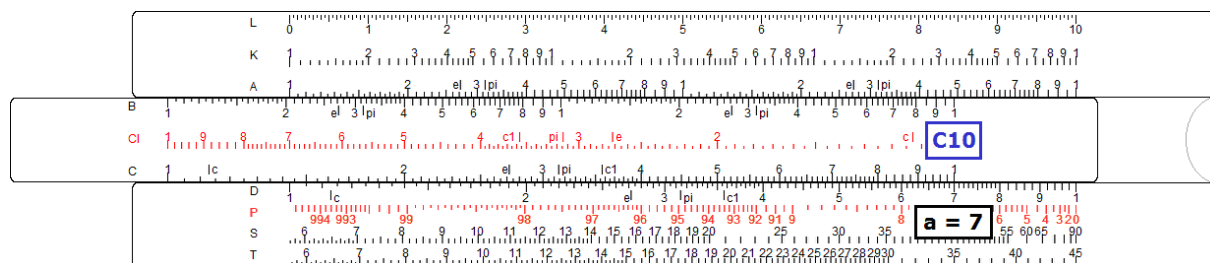 L 0 1 2 3 4 5 6 7 8 9 10
K 1 2 3 4 5 6 7 8 9 1 2 3 4 5 6 7 8 9 1 2 3 4 5 6 7 8 9 1
A 1 2 e 3 pi 4 5 6 7 8 9 1 2 e 3 pi 4 5 6 7 8 9 1
B 1 2 e 3 pi 4 5 6 7 8 9 1 2 e 3 pi 4 5 6 7 8 9 1
CI 1 9 8 7 6 5 4 c1 pi 3 e 2 c C10
C 1 c 2 e 3 pi c1 4 5 6 7 8 9 1
D 1 c 2 e 3 pi c1 4 5 6 7 8 9 1
P 994 993 99 98 97 96 95 94 93 92 91 9 8 a = 7 6 5 4 3 2 0
S 6 7 8 9 10 11 12 13 14 15 16 17 18 19 20 25 30 35 55 60 65 90
T 6 7 8 9 10 11 12 13 14 15 16 17 18 19 20 21 22 23 24 25 26 27 28 29 30 35 40 45